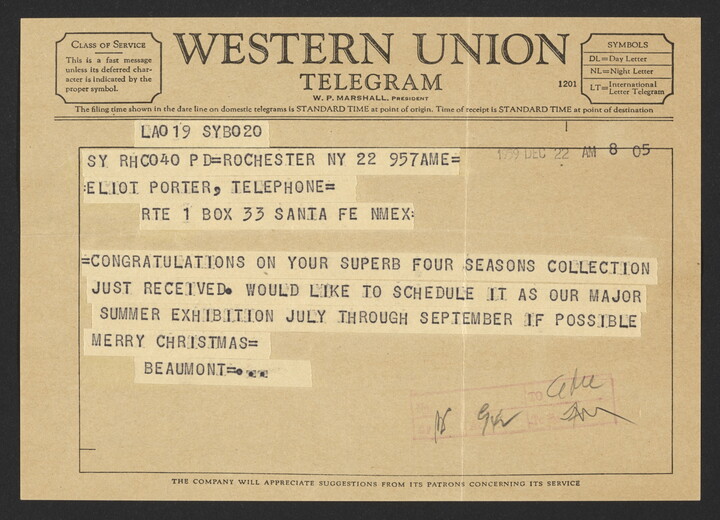 CLASS OF SERVICE
This is a fast message
unless its deferred char-
acter is indicated by the
proper symbol.
WESTERN UNION
TELEGRAM
W. P. MARSHALL, PRESIDENT
1201
SYMBOLS
DL=Day Letter
NL=Night Letter
LT=International Letter Telegram
The filing time shown in the date line on domestic telegrams is STANDARD TIME at point of origin. Time of receipt is STANDARD TIME at point of destination
LA019 SYB020
SY RHC040 PD=ROCHESTER NY 22 957AME=
1959 DEC 22 AM 8 05
:ELIOT PORTER, TELEPHONE=
RTE 1 BOX 33 SANTA FE NMEX:
=CONGRATULATIONS ON YOUR SUPERB FOUR SEASONS COLLECTION
JUST RECEIVED. WOULD LIKE TO SCHEDULE IT AS OUR MAJOR
SUMMER EXHIBITION JULY THROUGH SEPTEMBER IF POSSIBLE
MERRY CHRISTMAS=
BEAUMONT=
TO
THE COMPANY WILL APPRECIATE SUGGESTIONS FROM ITS PATRONS CONCERNING ITS SERVICE